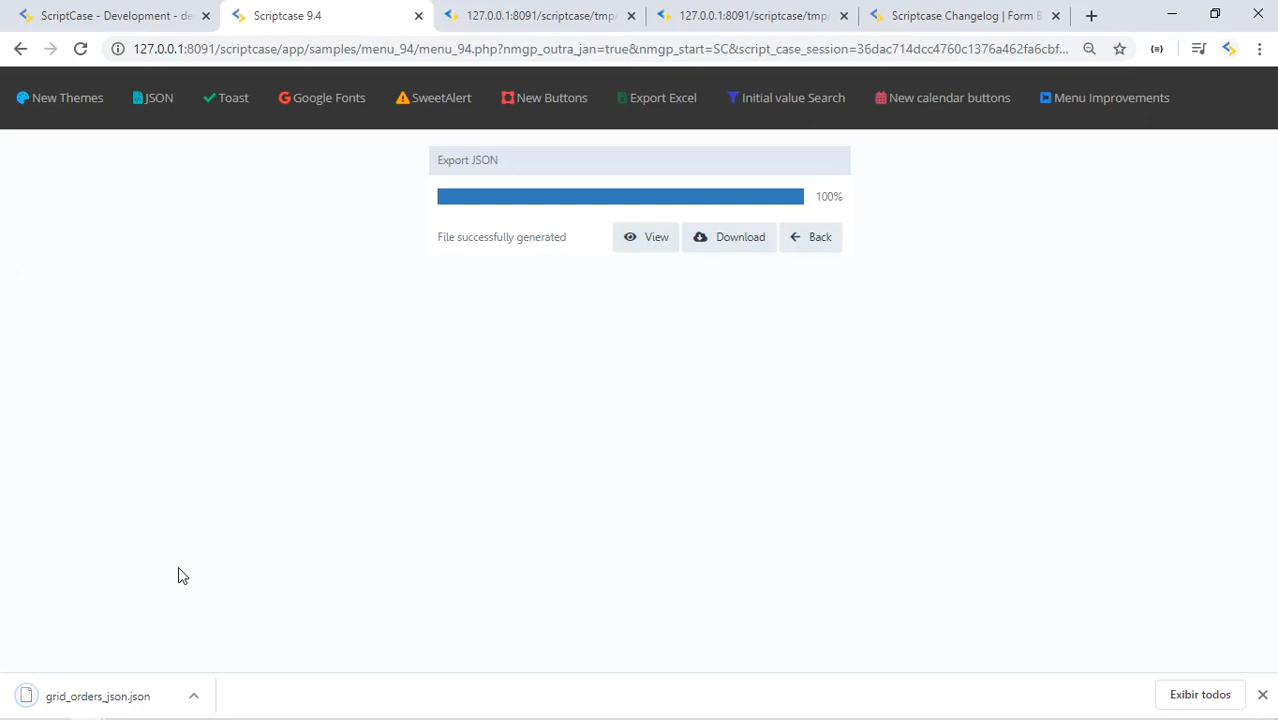 ScriptCase - Development - de
Scriptcase 9.4
127.0.0.1:8091/scriptcase/tmp/
127.0.0.1:8091/scriptcase/tmp/
Scriptcase Changelog | Form B
127.0.0.1:8091/scriptcase/app/samples/menu_94/menu_94.php?nmgp_outra_jan=true&nmgp_start=SC&script_case_session=36dac714dcc4760c1376a462fa6cbf...
New Themes
JSON
Toast
Google Fonts
SweetAlert
New Buttons
Export Excel
Initial value Search
New calendar buttons
Menu Improvements
Export JSON
100%
File successfully generated
View
Download
Back
grid_orders_json.json
Exibir todos